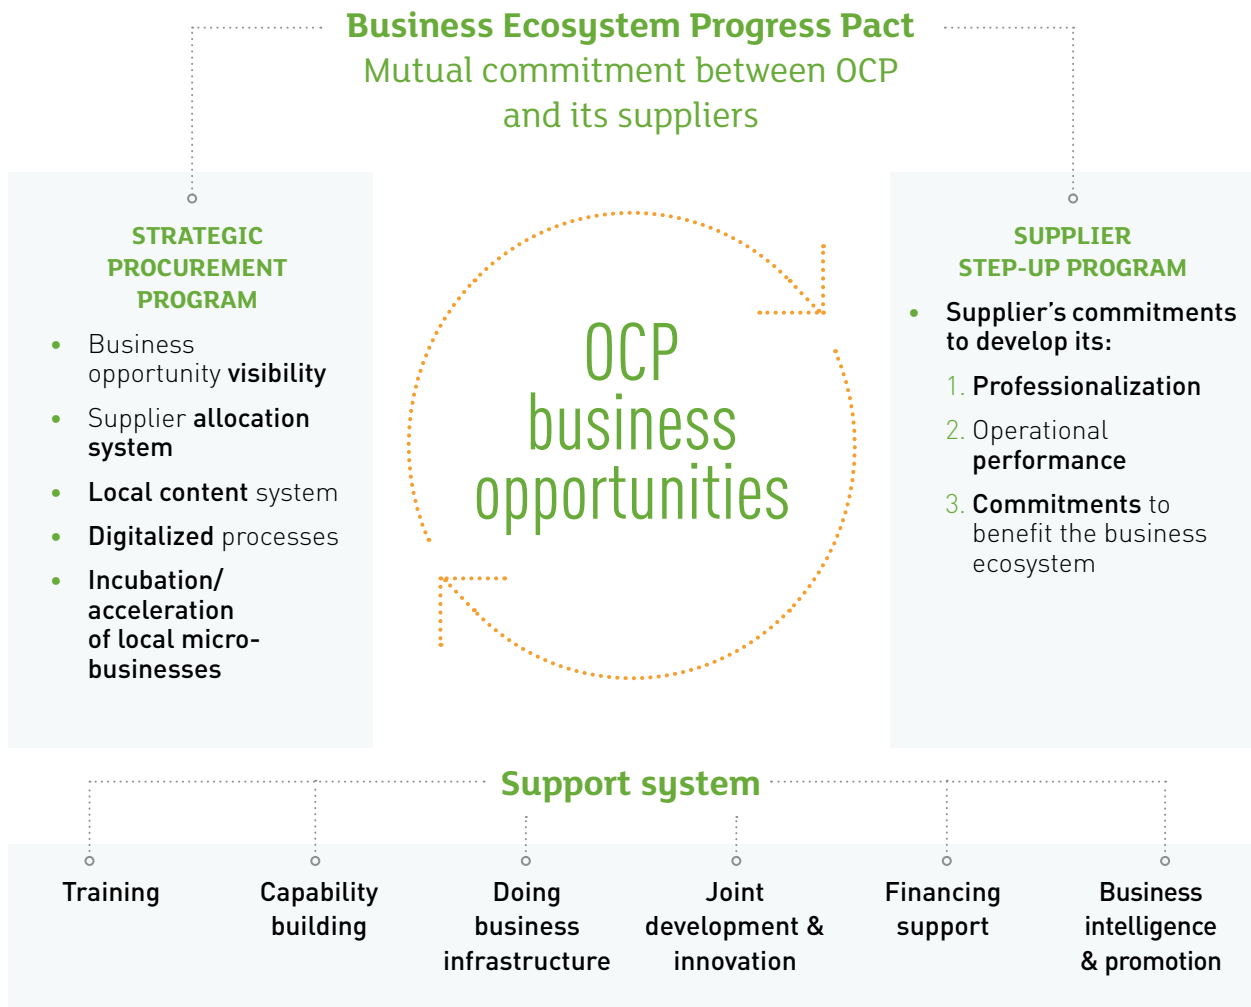 Business Ecosystem Progress Pact
Mutual commitment between OCP
and its suppliers
STRATEGIC
PROCUREMENT
PROGRAM
• Business
opportunity visibility
• Supplier allocation
system
• Local content system
• Digitalized processes
• Incubation/
acceleration
of local micro-
businesses
OCP
business
opportunities
SUPPLIER
STEP-UP PROGRAM
• Supplier’s commitments
to develop its:
1. Professionalization
2. Operational
performance
3. Commitments to
benefit the business
ecosystem
Support system
Training
Capability
building
Doing
business
infrastructure
Joint
development &
innovation
Financing
support
Business
intelligence
& promotion